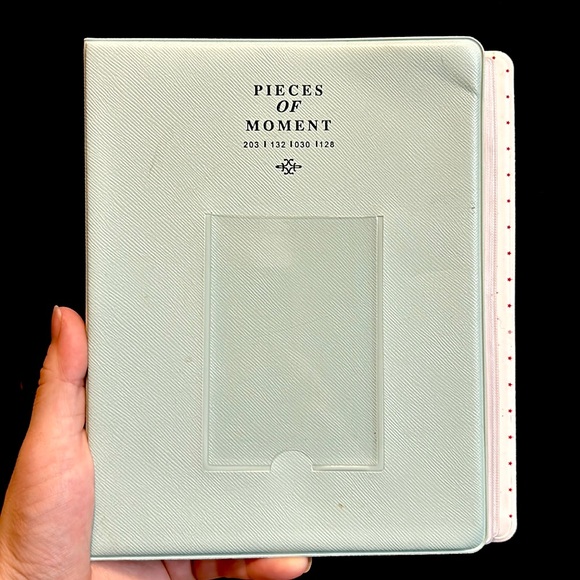 PIECES
OF
MOMENT
203 | 132 | 030 | 128